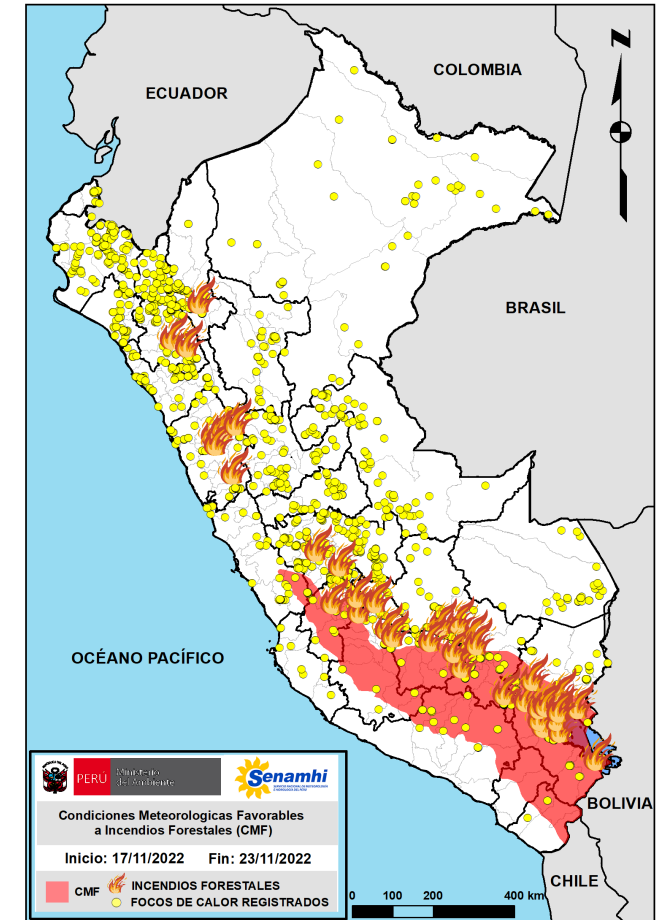 COLOMBIA
ECUADOR
N
BRASIL
OCÉANO PACÍFICO
BOLIVIA
CHILE
PERÚ
Ministerio
del Ambiente
Senamhi
Condiciones Meteorologicas Favorables
a Incendios Forestales (CMF)
Inicio: 17/11/2022 Fin: 23/11/2022
CMF
INCENDIOS FORESTALES
FOCOS DE CALOR REGISTRADOS
0 100 200 400 km